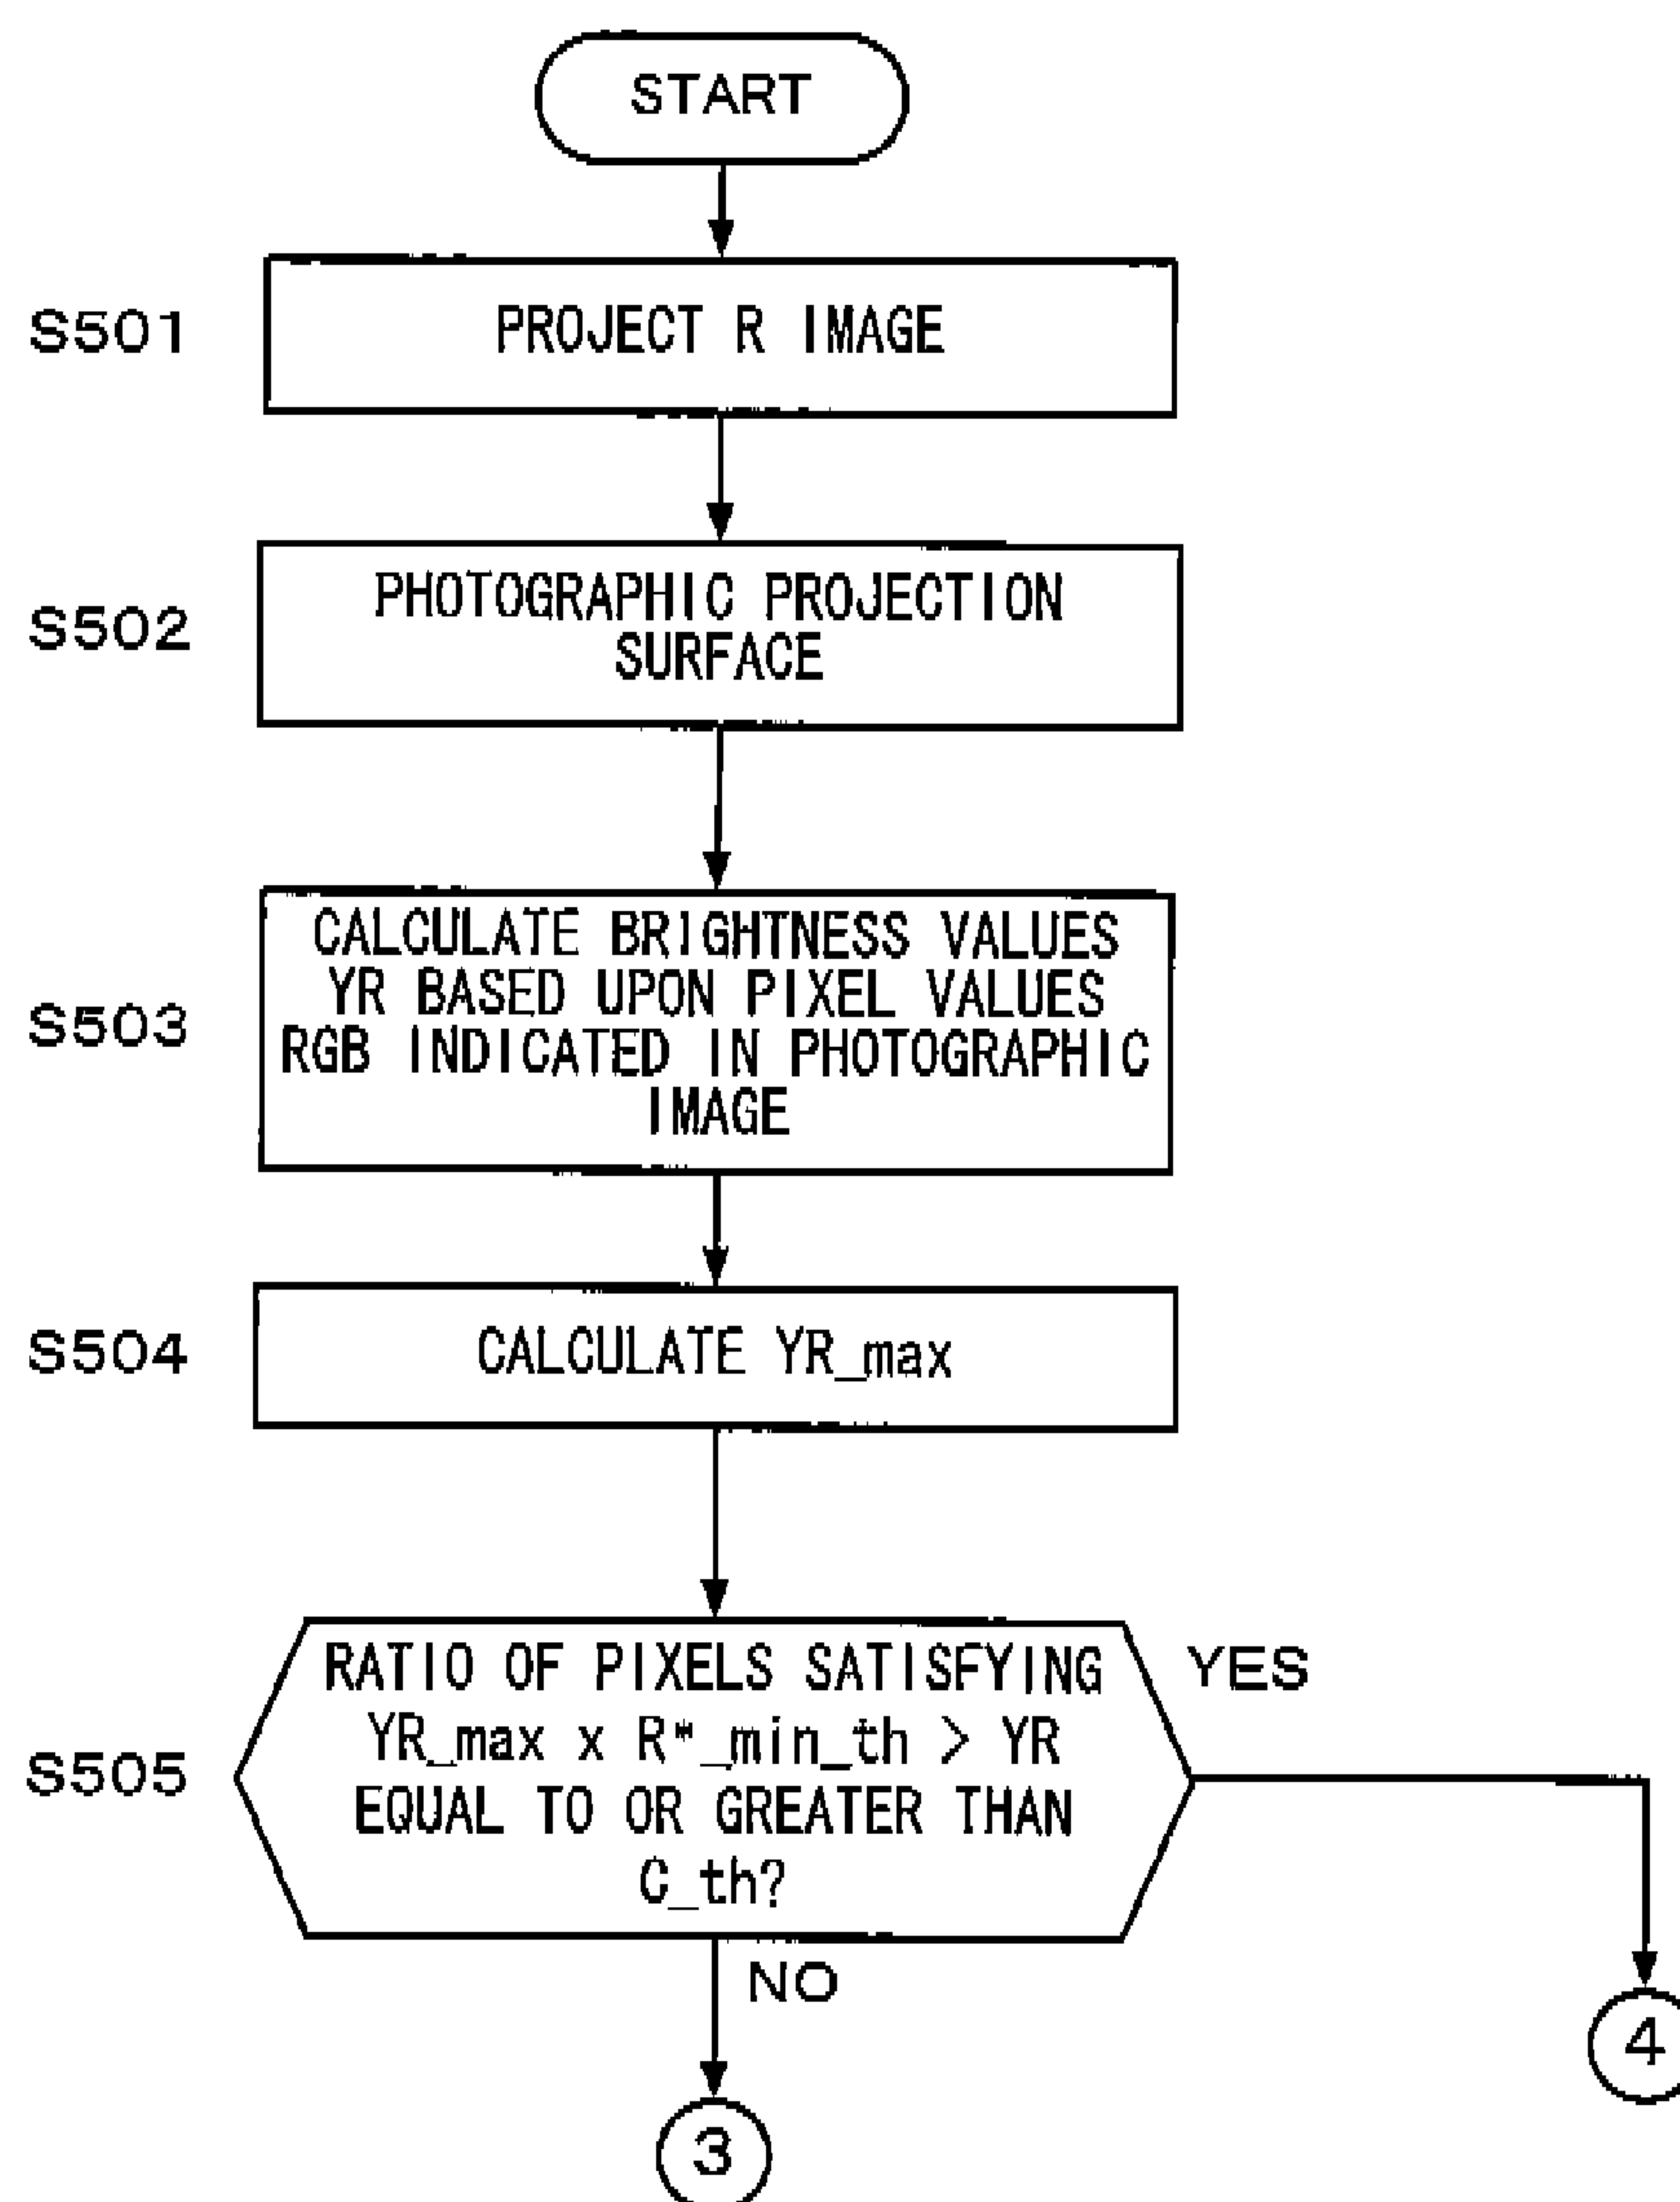 START
S501
PROJECT R IMAGE
S502
PHOTOGRAPHIC PROJECTION
SURFACE
S503
CALCULATE BRIGHTNESS VALUES
YR BASED UPON PIXEL VALUES
RGB INDICATED IN PHOTOGRAPHIC
IMAGE
S504
CALCULATE YR_max
S505
RATIO OF PIXELS SATISFYING
YR_max x R*_min_th > YR
EQUAL TO OR GREATER THAN
C_th?
YES
NO
4
3